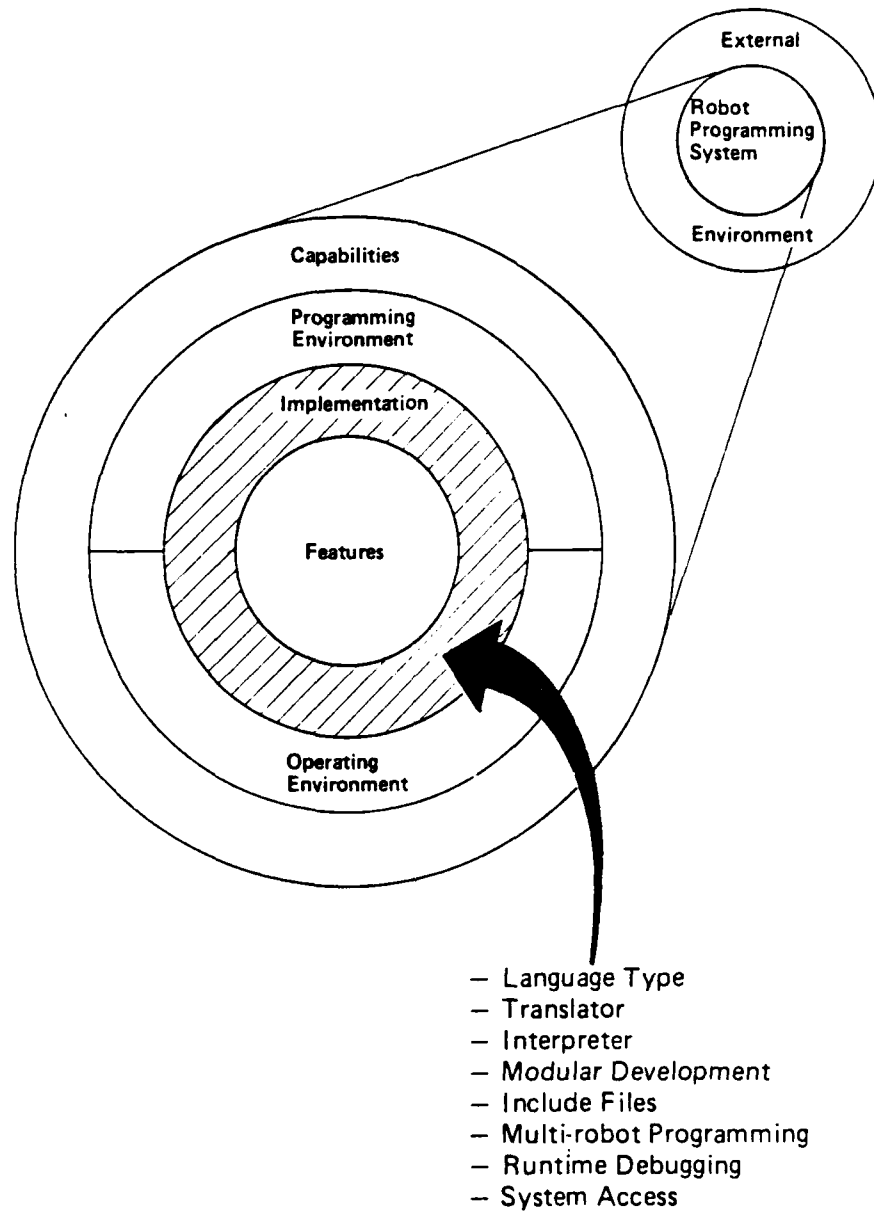 External
Robot
Programming
System
Environment
Capabilities
Programming
Environment
Implementation
Features
Operating
Environment
— Language Type
— Translator
— Interpreter
— Modular Development
— Include Files
— Multi-robot Programming
— Runtime Debugging
— System Access